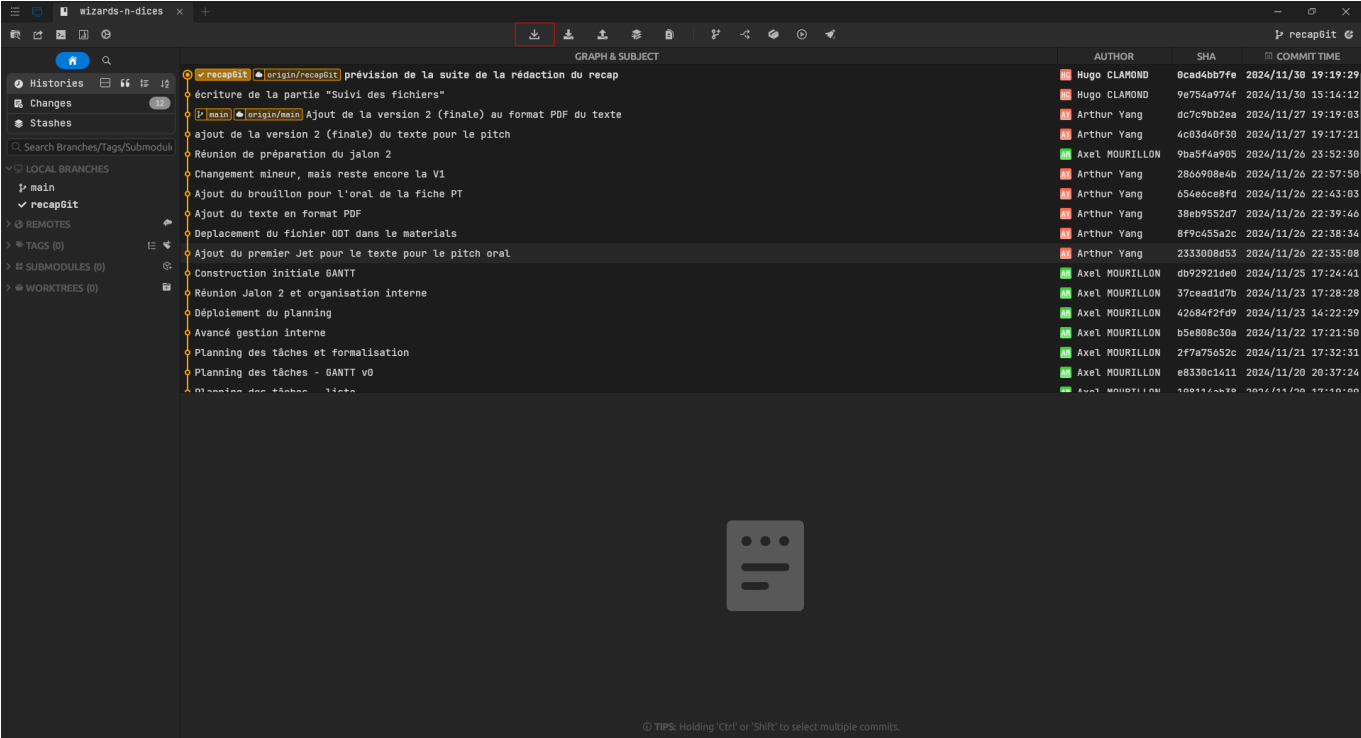 wizards-n-dices
recapGit
GRAPH & SUBJECT AUTHOR SHA COMMIT TIME
Histories
Changes 12
Stashes
Search Branches/Tags/Submodul
LOCAL BRANCHES
main
recapGit
REMOTES
TAGS (0)
SUBMODULES (0)
WORKTREES (0)
recapGit origin/recapGit prévision de la suite de la rédaction du recap HC Hugo CLAMOND 0cad4bb7fe 2024/11/30 19:19:29
écriture de la partie "Suivi des fichiers" HC Hugo CLAMOND 9e754a974f 2024/11/30 15:14:12
main origin/main Ajout de la version 2 (finale) au format PDF du texte AY Arthur Yang dc7c9bb2ea 2024/11/27 19:19:03
ajout de la version 2 (finale) du texte pour le pitch AY Arthur Yang 4c03d40f30 2024/11/27 19:17:21
Réunion de préparation du jalon 2 AM Axel MOURILLON 9ba5f4a905 2024/11/26 23:52:30
Changement mineur, mais reste encore la V1 AY Arthur Yang 2866908e4b 2024/11/26 22:57:50
Ajout du brouillon pour l'oral de la fiche PT AY Arthur Yang 654e6ce8fd 2024/11/26 22:43:03
Ajout du texte en format PDF AY Arthur Yang 38eb9552d7 2024/11/26 22:39:46
Deplacement du fichier ODT dans le materials AY Arthur Yang 8f9c455a2c 2024/11/26 22:38:34
Ajout du premier Jet pour le texte pour le pitch oral AY Arthur Yang 2333008d53 2024/11/26 22:35:08
Construction initiale GANTT AM Axel MOURILLON db92921de0 2024/11/25 17:24:41
Réunion Jalon 2 et organisation interne AM Axel MOURILLON 37cead1d7b 2024/11/23 17:28:28
Déploiement du planning AM Axel MOURILLON 42684f2fd9 2024/11/23 14:22:29
Avancé gestion interne AM Axel MOURILLON b5e808c30a 2024/11/22 17:21:50
Planning des tâches et formalisation AM Axel MOURILLON 2f7a75652c 2024/11/21 17:32:31
Planning des tâches - GANTT v0 AM Axel MOURILLON e8330c1411 2024/11/20 20:37:24
Planning des tâches - liste AM Axel MOURILLON
TIPS: Holding 'Ctrl' or 'Shift' to select multiple commits.